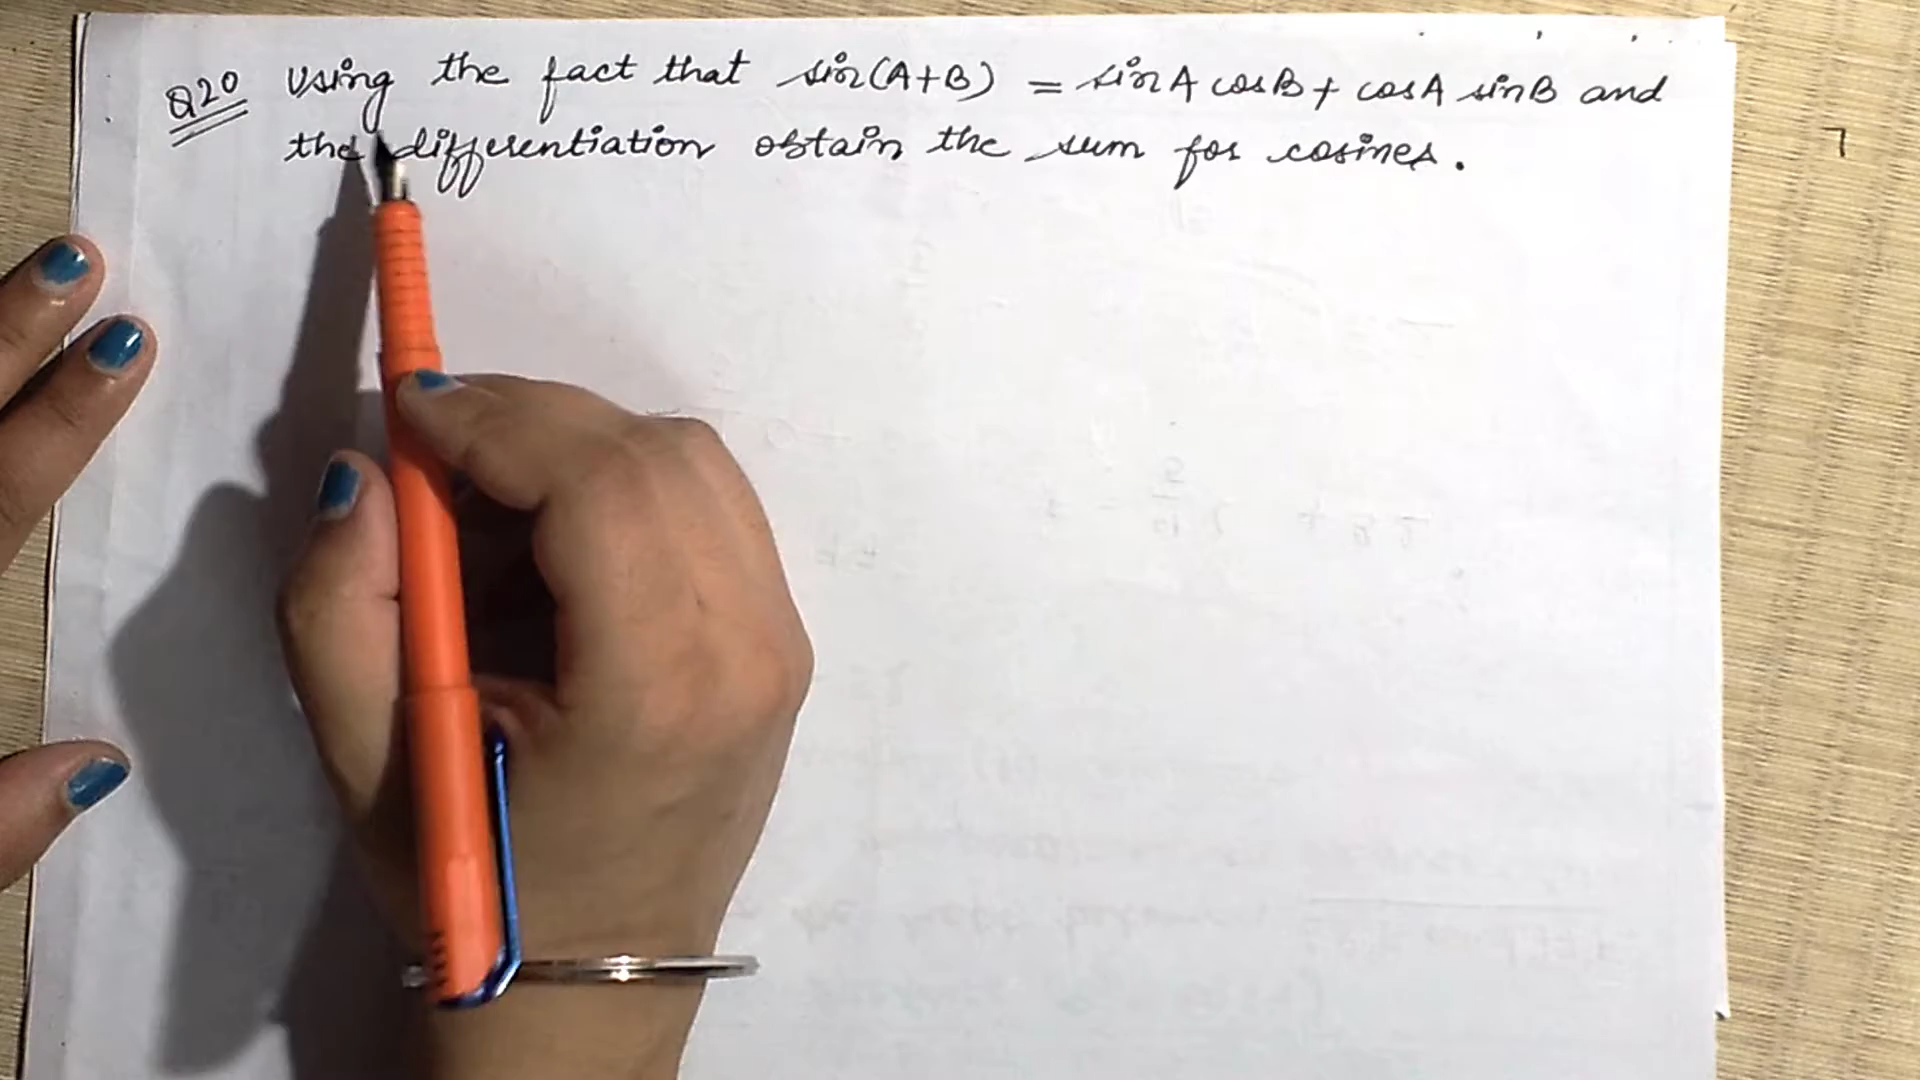 Q20 Using the fact that sin(A+B) = sinA cosB + cosA sinB and
the differentiation obtain the sum for cosines.